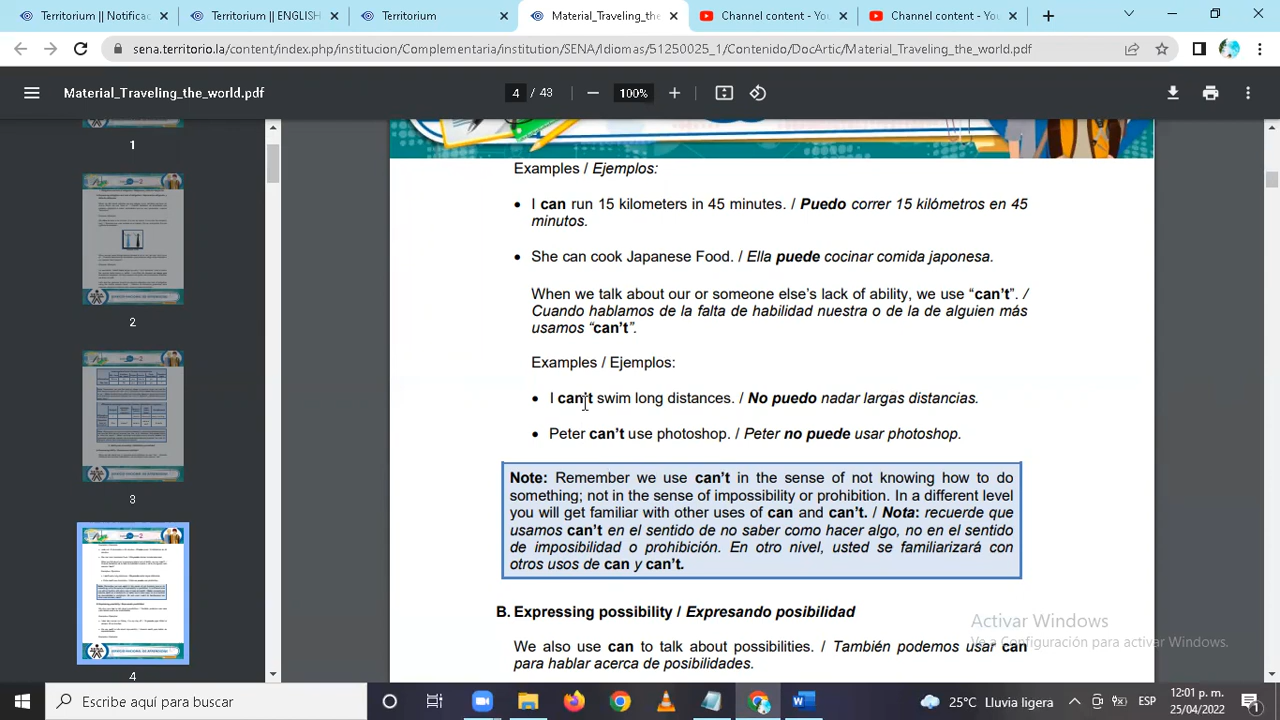 Territorium || Notificac
Territorium || ENGLISH
Territorium
Material_Traveling_the
Channel content - You
Channel content - You
sena.territorio.la/content/index.php/institucion/Complementaria/institution/SENA/Idiomas/51250025_1/Contenido/DocArtic/Material_Traveling_the_world.pdf
Material_Traveling_the_world.pdf
4 / 43
100%
1
2
3
4
Examples / Ejemplos:
• I can run 15 kilometers in 45 minutes. / Puedo correr 15 kilómetros en 45
minutos.
• She can cook Japanese Food. / Ella puede cocinar comida japonesa.
When we talk about our or someone else's lack of ability, we use “can’t”. /
Cuando hablamos de la falta de habilidad nuestra o de la de alguien más
usamos “can’t”.
Examples / Ejemplos:
• I can’t swim long distances. / No puedo nadar largas distancias.
• Peter can’t use photoshop. / Peter no puede usar photoshop.
Note: Remember we use can’t in the sense of not knowing how to do
something; not in the sense of impossibility or prohibition. In a different level
you will get familiar with other uses of can and can’t. / Nota: recuerde que
usamos can’t en el sentido de no saber como hacer algo no en el sentido
de imposibilidad o prohibición. En otro nivel usted se familiarizará con
otros usos de can y can’t.
B. Expressing possibility / Expresando posibilidad
We also use can to talk about possibilities. / También podemos usar can
para hablar acerca de posibilidades.
Activar Windows
configuración para activar Windows.
Escribe aquí para buscar
25°C Lluvia ligera
ESP
12:01 p. m.
25/04/2022